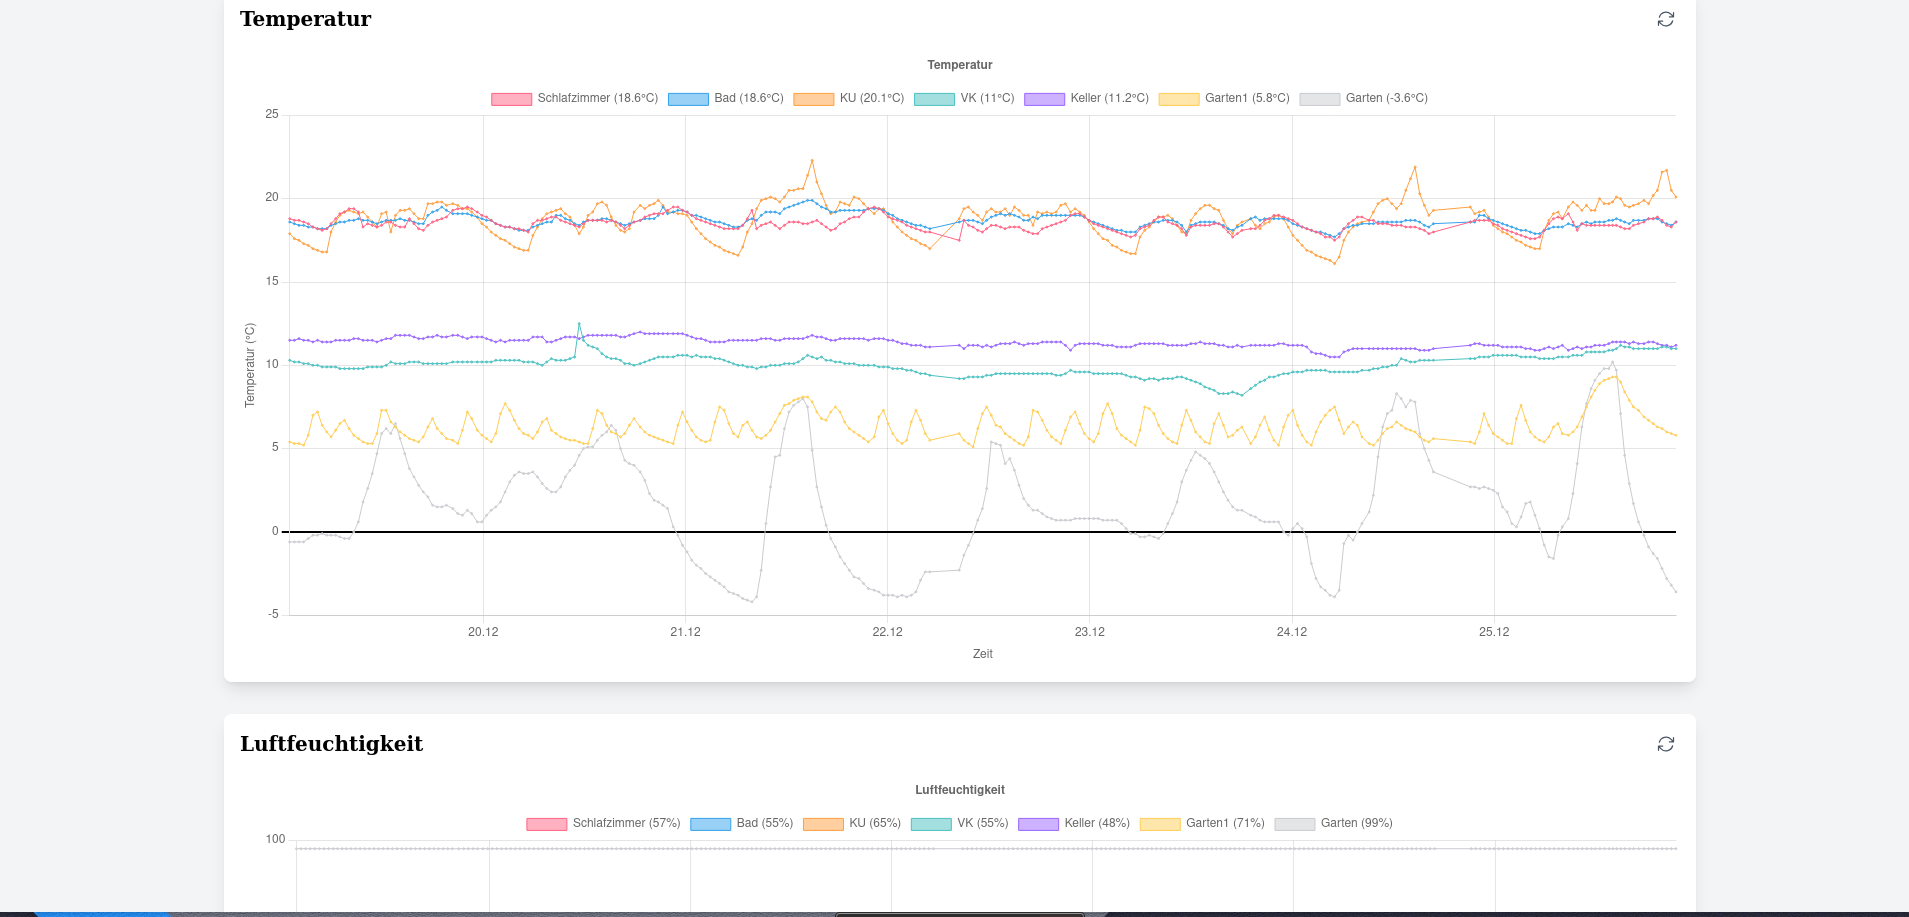 Temperatur
Temperatur
Schlafzimmer (18.6°C) Bad (18.6°C) KU (20.1°C) VK (11°C) Keller (11.2°C) Garten1 (5.8°C) Garten (-3.6°C)
25
20
15
10
5
0
-5
Temperatur (°C)
20.12 21.12 22.12 23.12 24.12 25.12
Zeit
Luftfeuchtigkeit
Luftfeuchtigkeit
Schlafzimmer (57%) Bad (55%) KU (65%) VK (55%) Keller (48%) Garten1 (71%) Garten (99%)
100